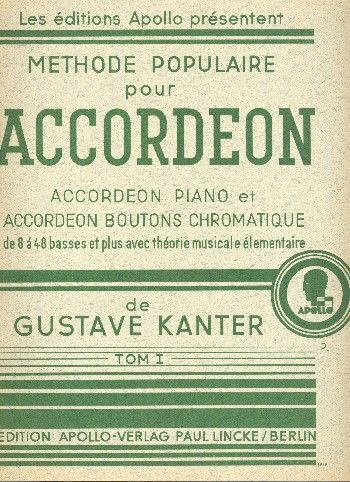 Les éditions Apollo présentent
METHODE POPULAIRE
pour
ACCORDEON
ACCORDEON PIANO et
ACCORDEON BOUTONS CHROMATIQUE
de 8 á 48 basses et plus avec théorie musicale élementaire
APOLLO
de
GUSTAVE KANTER
TOM I
EDITION APOLLO-VERLAG PAUL LINCKE/BERLIN